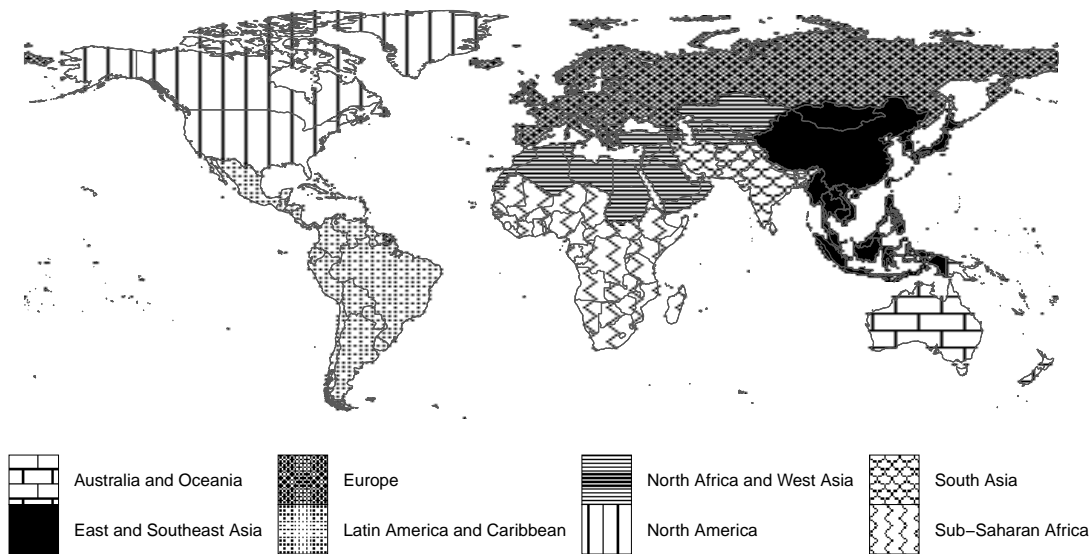 Australia and Oceania
Europe
North Africa and West Asia
South Asia
East and Southeast Asia
Latin America and Caribbean
North America
Sub−Saharan Africa